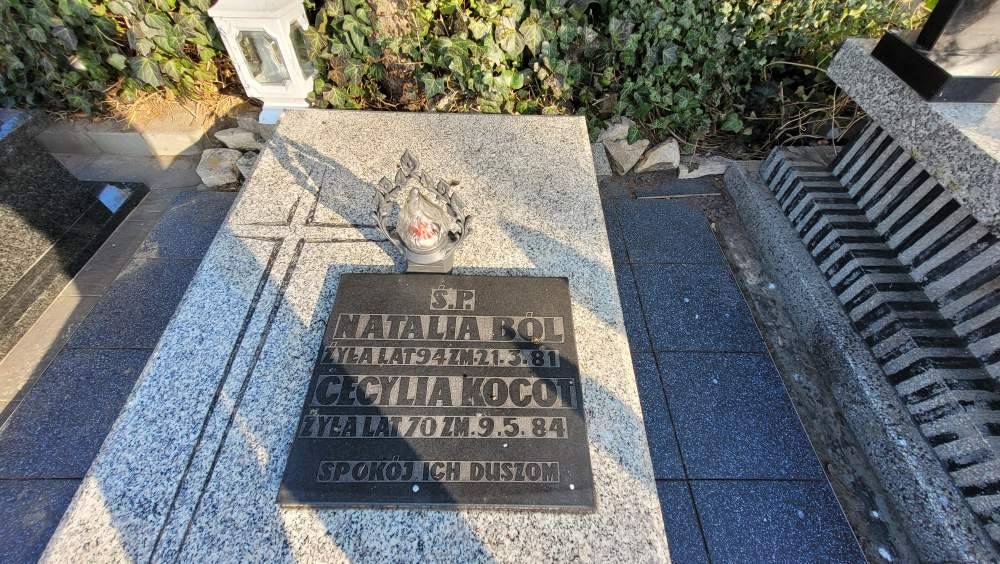 Ś.P.
NATALIA BÓL
ŻYŁA LAT 94 ZM. 21.3.81
CECYLIA KOCOT
ŻYŁA LAT 70 ZM. 9.5.84
SPOKÓJ ICH DUSZOM